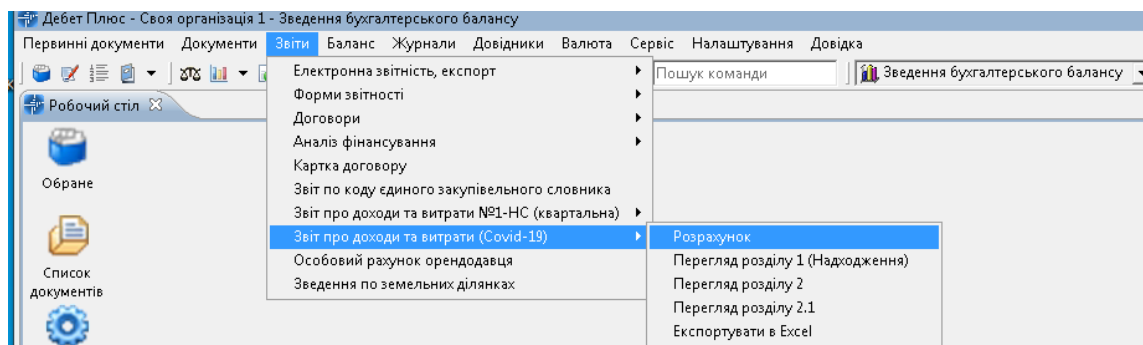 Дебет Плюс - Своя організація 1 - Зведення бухгалтерського балансу
Первинні документи Документи Звіти Баланс Журнали Довідники Валюта Сервіс Налаштування Довідка
Пошук команди Зведення бухгалтерського балансу
Робочий стіл
Електронна звітність, експорт
Форми звітності
Договори
Аналіз фінансування
Картка договору
Звіт по коду єдиного закупівельного словника
Звіт про доходи та витрати №1-НС (квартальна)
Звіт про доходи та витрати (Covid-19)
Особовий рахунок орендодавця
Зведення по земельних ділянках
Розрахунок
Перегляд розділу 1 (Надходження)
Перегляд розділу 2
Перегляд розділу 2.1
Експортувати в Excel
Обране
Список
документів